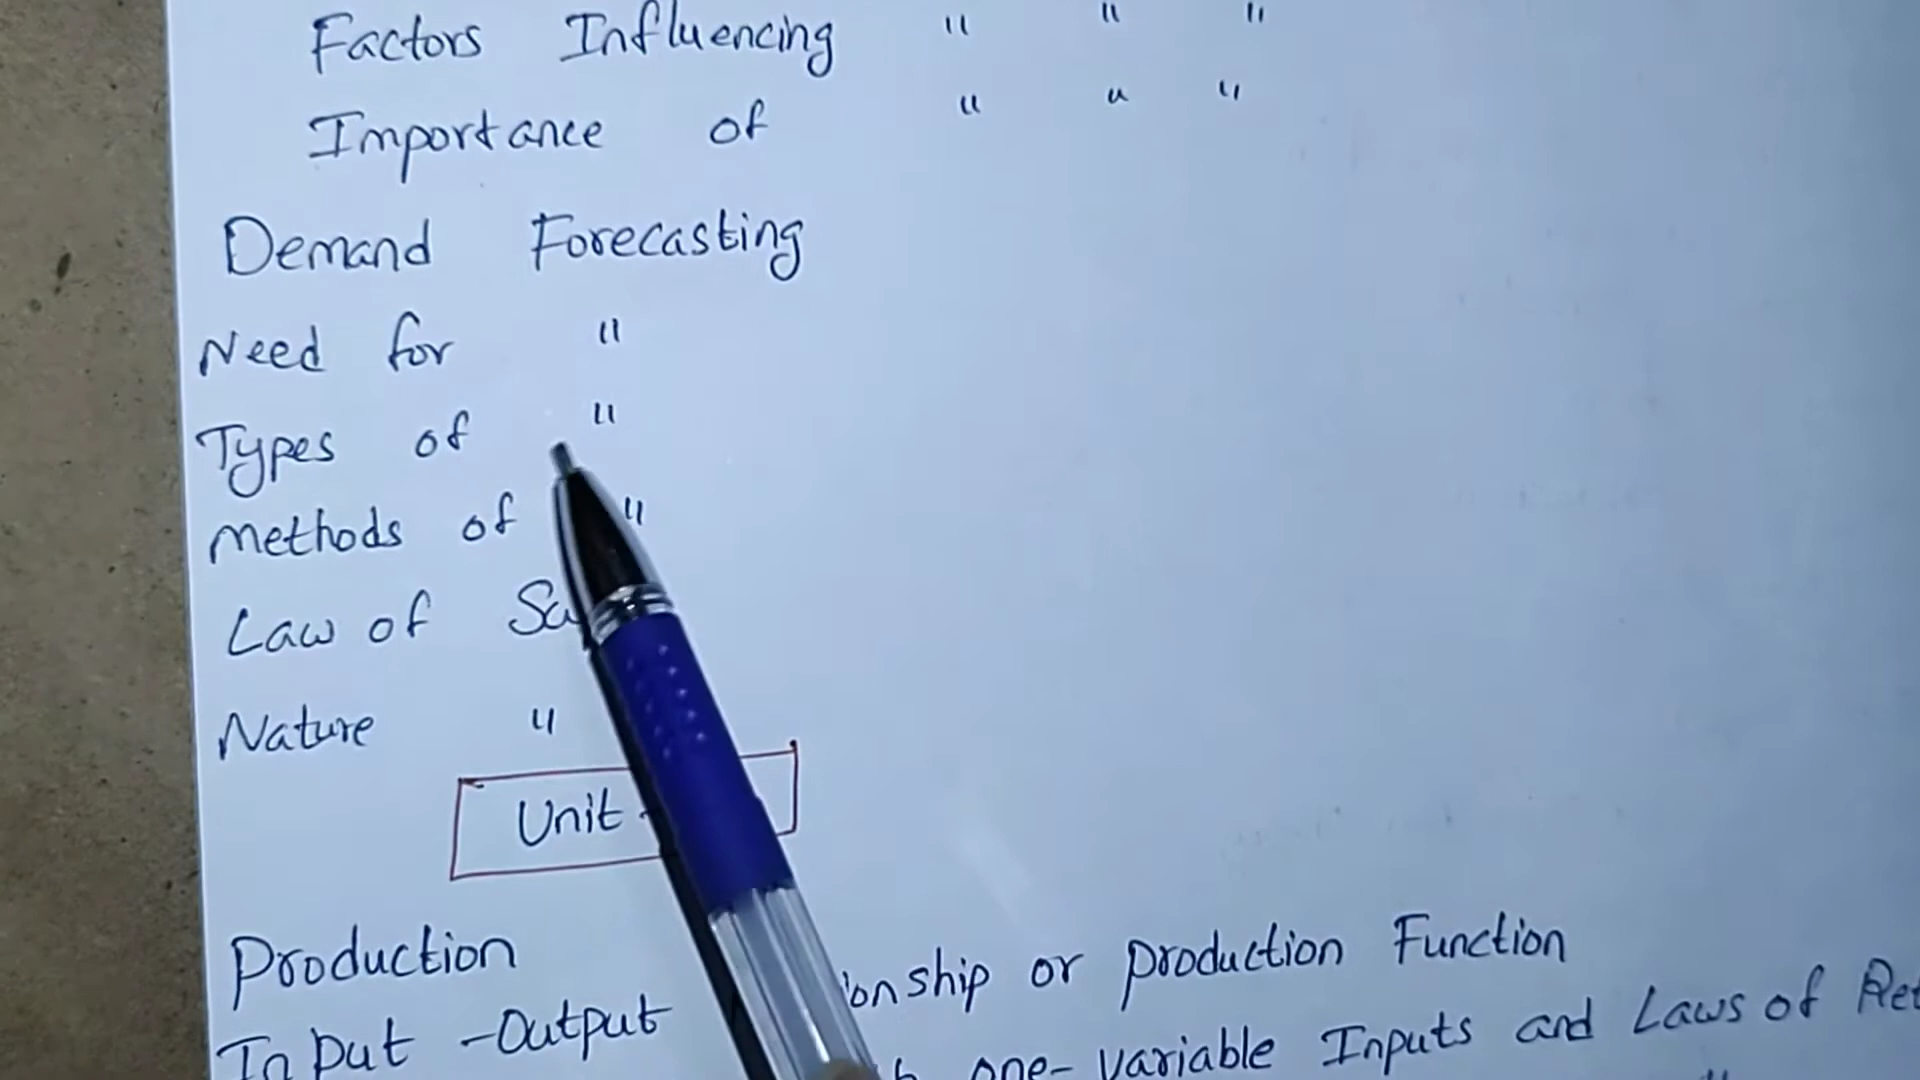 Factors Influencing " " "
Importance of " " "
Demand Forecasting
Need for "
Types of "
Methods of "
Law of
Nature "
Unit
Production
Input - Output or production Function
one-variable Inputs and Laws of